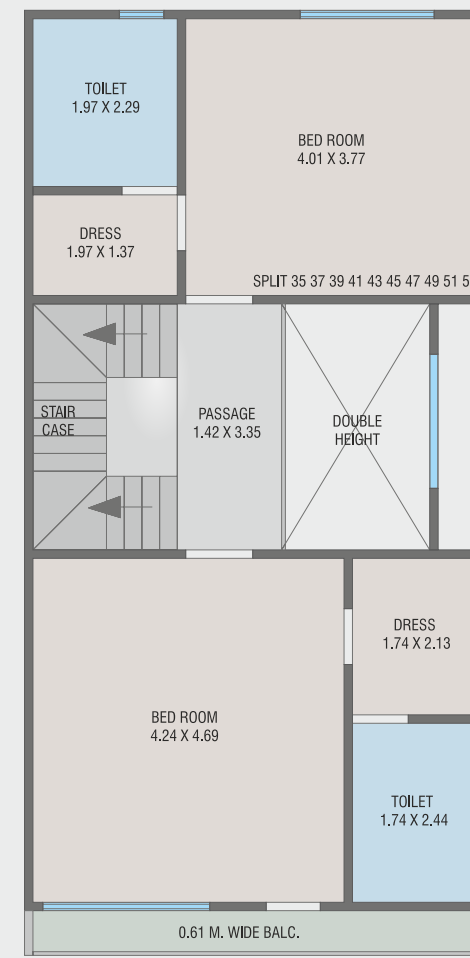 TOILET
1.97 X 2.29
BED ROOM
4.01 X 3.77
DRESS
1.97 X 1.37
SPLIT 35 37 39 41 43 45 47 49 51 5
STAIR
CASE
PASSAGE
1.42 X 3.35
DOUBLE
HEIGHT
DRESS
1.74 X 2.13
BED ROOM
4.24 X 4.69
TOILET
1.74 X 2.44
0.61 M. WIDE BALC.